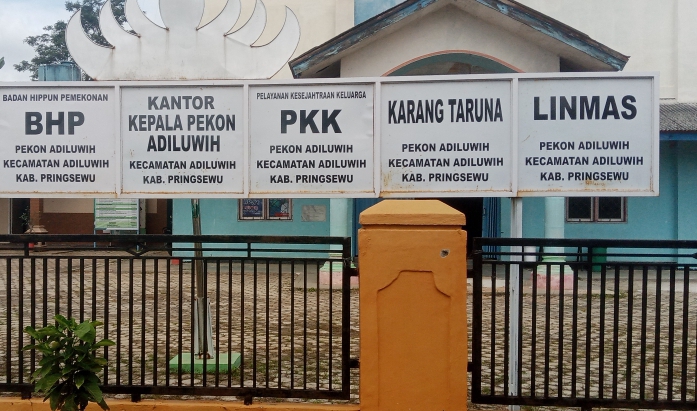 BADAN HIPPUN PEMEKONAN
BHP
PEKON ADILUWIH
KECAMATAN ADILUWIH
KAB. PRINGSEWU
KANTOR
KEPALA PEKON
ADILUWIH
KECAMATAN ADILUWIH
KAB. PRINGSEWU
PELAYANAN KESEJAHTRAAN KELUARGA
PKK
PEKON ADILUWIH
KECAMATAN ADILUWIH
KAB. PRINGSEWU
KARANG TARUNA
PEKON ADILUWIH
KECAMATAN ADILUWIH
KAB. PRINGSEWU
LINMAS
PEKON ADILUWIH
KECAMATAN ADILUWIH
KAB. PRINGSEWU